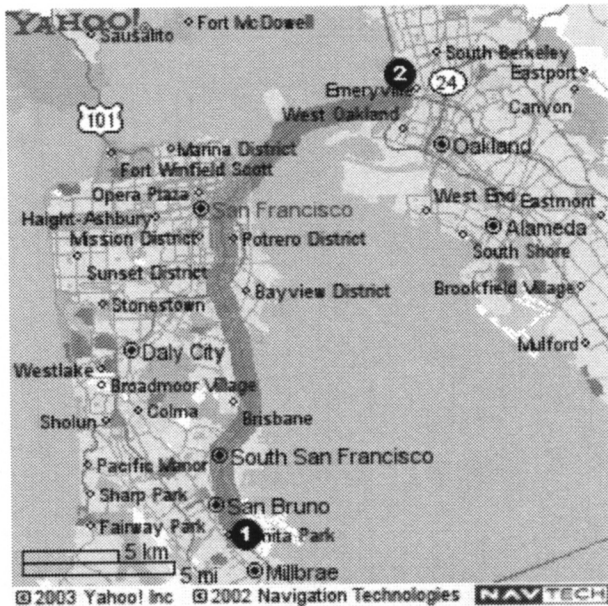 YAHOO!
Fort McDowell
Sausalito
South Berkeley
2
24
Eastport
Emeryville
Canyon
West Oakland
101
Oakland
Marina District
Fort Winfield Scott
Opera Plaza
San Francisco
West End
Eastmont
Haight-Ashbury
Alameda
Mission District
Potrero District
South Shore
Sunset District
Bayview District
Brookfield Village
Stonestown
Mulford
Daly City
Westlake
Broadmoor Village
Colma
Brisbane
Sholun
South San Francisco
Pacific Manor
Sharp Park
San Bruno
Fairway Park
1
nita Park
5 km
5 mi
Millbrae
© 2003 Yahoo! Inc © 2002 Navigation Technologies NAVTECH